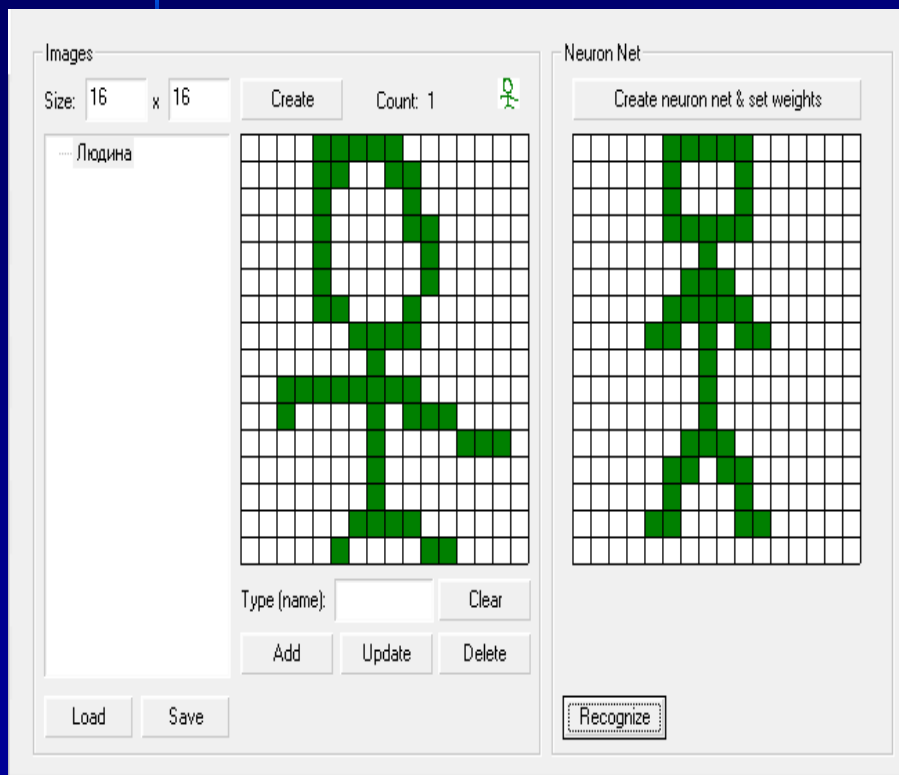 Images
Size: 16 x 16 Create Count: 1
Людина
Type (name): Clear
Add Update Delete
Load Save
Neuron Net
Create neuron net & set weights
Recognize